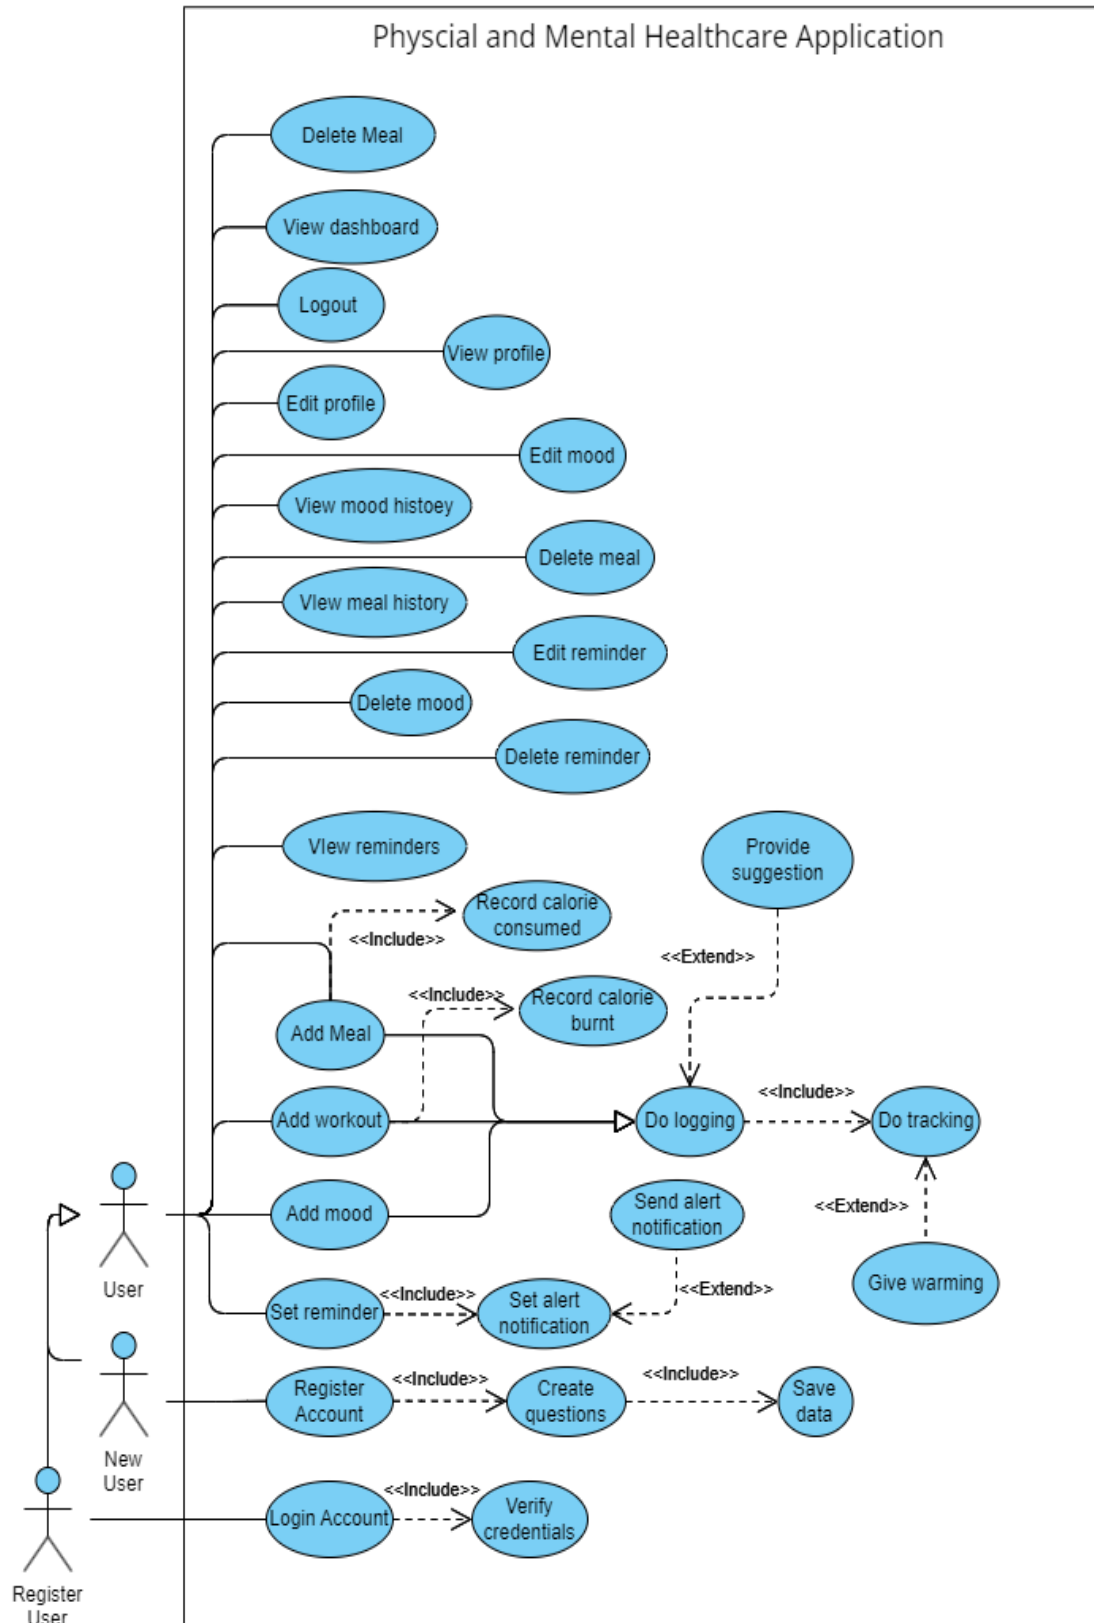 Physcial and Mental Healthcare Application
Delete Meal
View dashboard
Logout
View profile
Edit profile
Edit mood
View mood histoey
Delete meal
VIew meal history
Edit reminder
Delete mood
Delete reminder
VIew reminders
Provide
suggestion
Record calorie
consumed
<<Include>>
<<Extend>>
<<Include>>
Record calorie
burnt
Add Meal
<<Include>>
Add workout
Do logging
Do tracking
Send alert
notification
<<Extend>>
Add mood
User
Give warming
<<Include>>
<<Extend>>
Set reminder
Set alert
notification
<<Include>>
<<Include>>
Register
Account
Create
questions
Save
data
New
User
<<Include>>
Login Account
Verify
credentials
Register
User